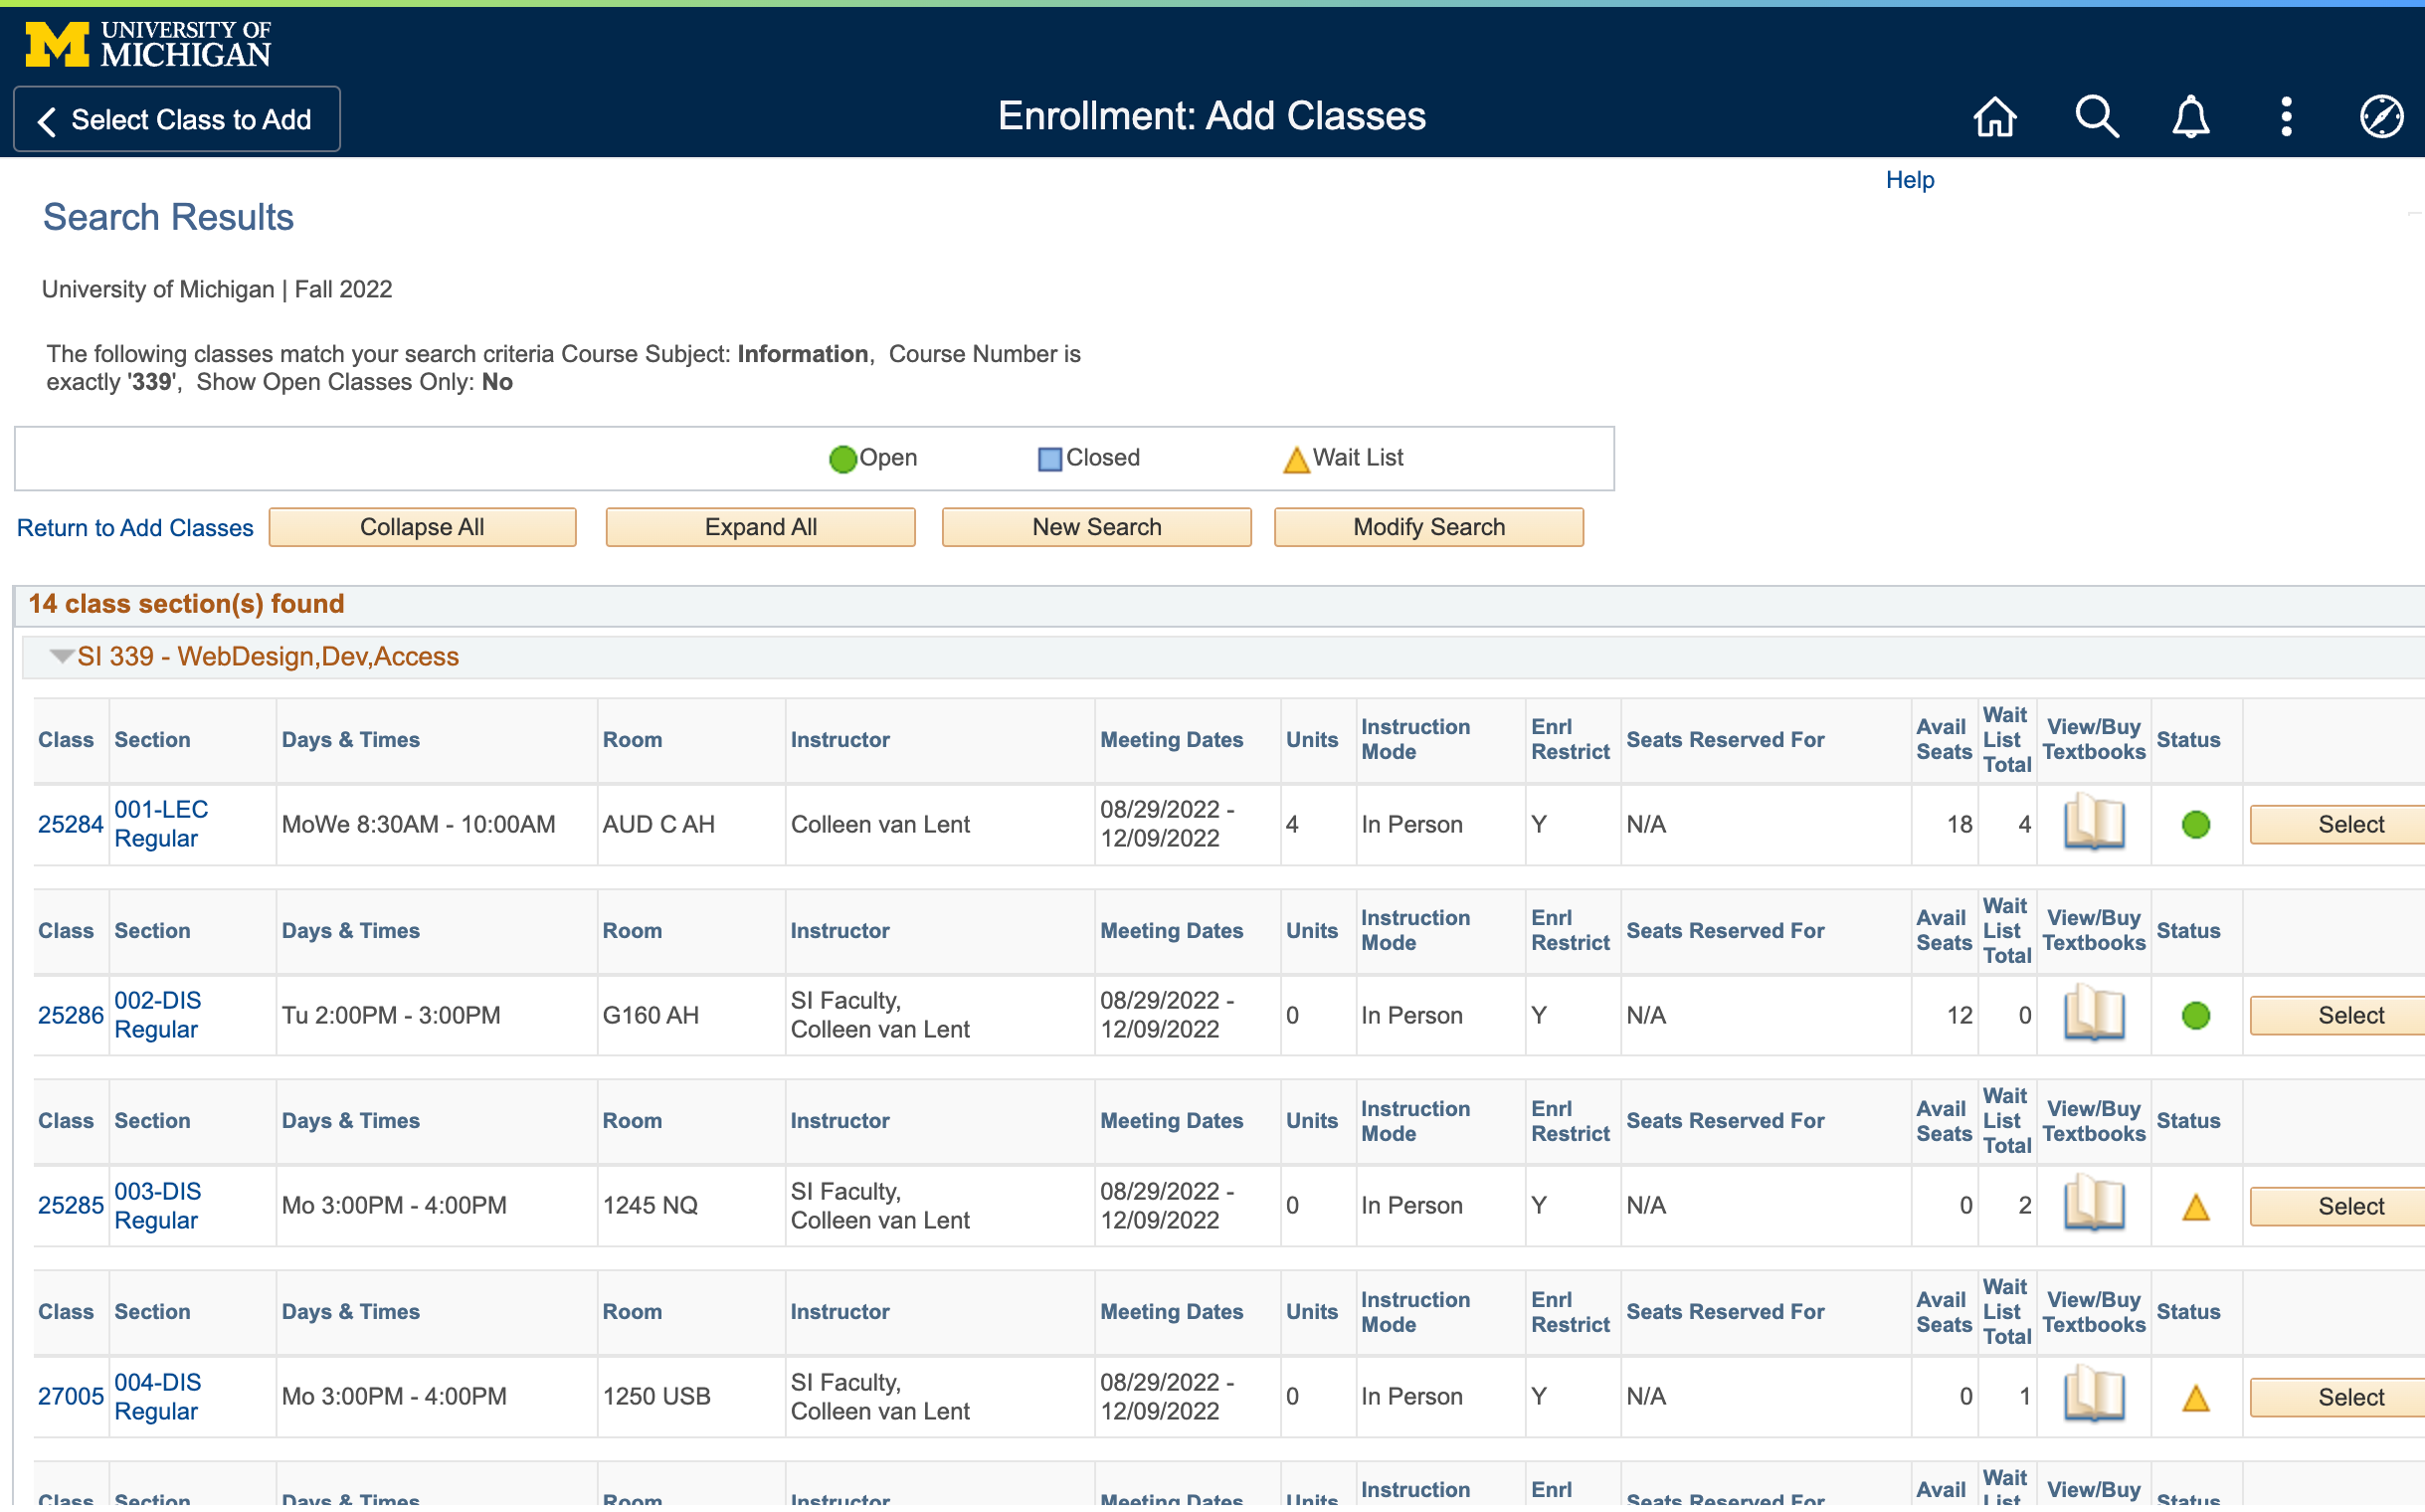 UNIVERSITY OF
MICHIGAN
Select Class to Add
Enrollment: Add Classes
Help
Search Results
University of Michigan | Fall 2022
The following classes match your search criteria Course Subject: Information,  Course Number is
exactly '339',  Show Open Classes Only: No
Open Closed Wait List
Return to Add Classes Collapse All Expand All New Search Modify Search
14 class section(s) found
SI 339 - WebDesign,Dev,Access
Class Section Days & Times Room Instructor Meeting Dates Units Instruction Mode Enrl Restrict Seats Reserved For Avail Seats Wait List Total View/Buy Textbooks Status
25284 001-LEC Regular MoWe 8:30AM - 10:00AM AUD C AH Colleen van Lent 08/29/2022 - 12/09/2022 4 In Person Y N/A 18 4 Select
Class Section Days & Times Room Instructor Meeting Dates Units Instruction Mode Enrl Restrict Seats Reserved For Avail Seats Wait List Total View/Buy Textbooks Status
25286 002-DIS Regular Tu 2:00PM - 3:00PM G160 AH SI Faculty, Colleen van Lent 08/29/2022 - 12/09/2022 0 In Person Y N/A 12 0 Select
Class Section Days & Times Room Instructor Meeting Dates Units Instruction Mode Enrl Restrict Seats Reserved For Avail Seats Wait List Total View/Buy Textbooks Status
25285 003-DIS Regular Mo 3:00PM - 4:00PM 1245 NQ SI Faculty, Colleen van Lent 08/29/2022 - 12/09/2022 0 In Person Y N/A 0 2 Select
Class Section Days & Times Room Instructor Meeting Dates Units Instruction Mode Enrl Restrict Seats Reserved For Avail Seats Wait List Total View/Buy Textbooks Status
27005 004-DIS Regular Mo 3:00PM - 4:00PM 1250 USB SI Faculty, Colleen van Lent 08/29/2022 - 12/09/2022 0 In Person Y N/A 0 1 Select
Class Section Days & Times Room Instructor Meeting Dates Units Instruction Enrl Seats Reserved For Avail Wait List View/Buy Status